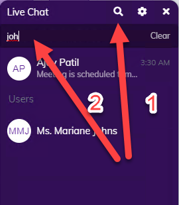 Live Chat
joh
Clear
AP
Ajay Patil
3:30 AM
Meeting is scheduled tom...
Users
2
1
MMJ
Ms. Mariane Johns